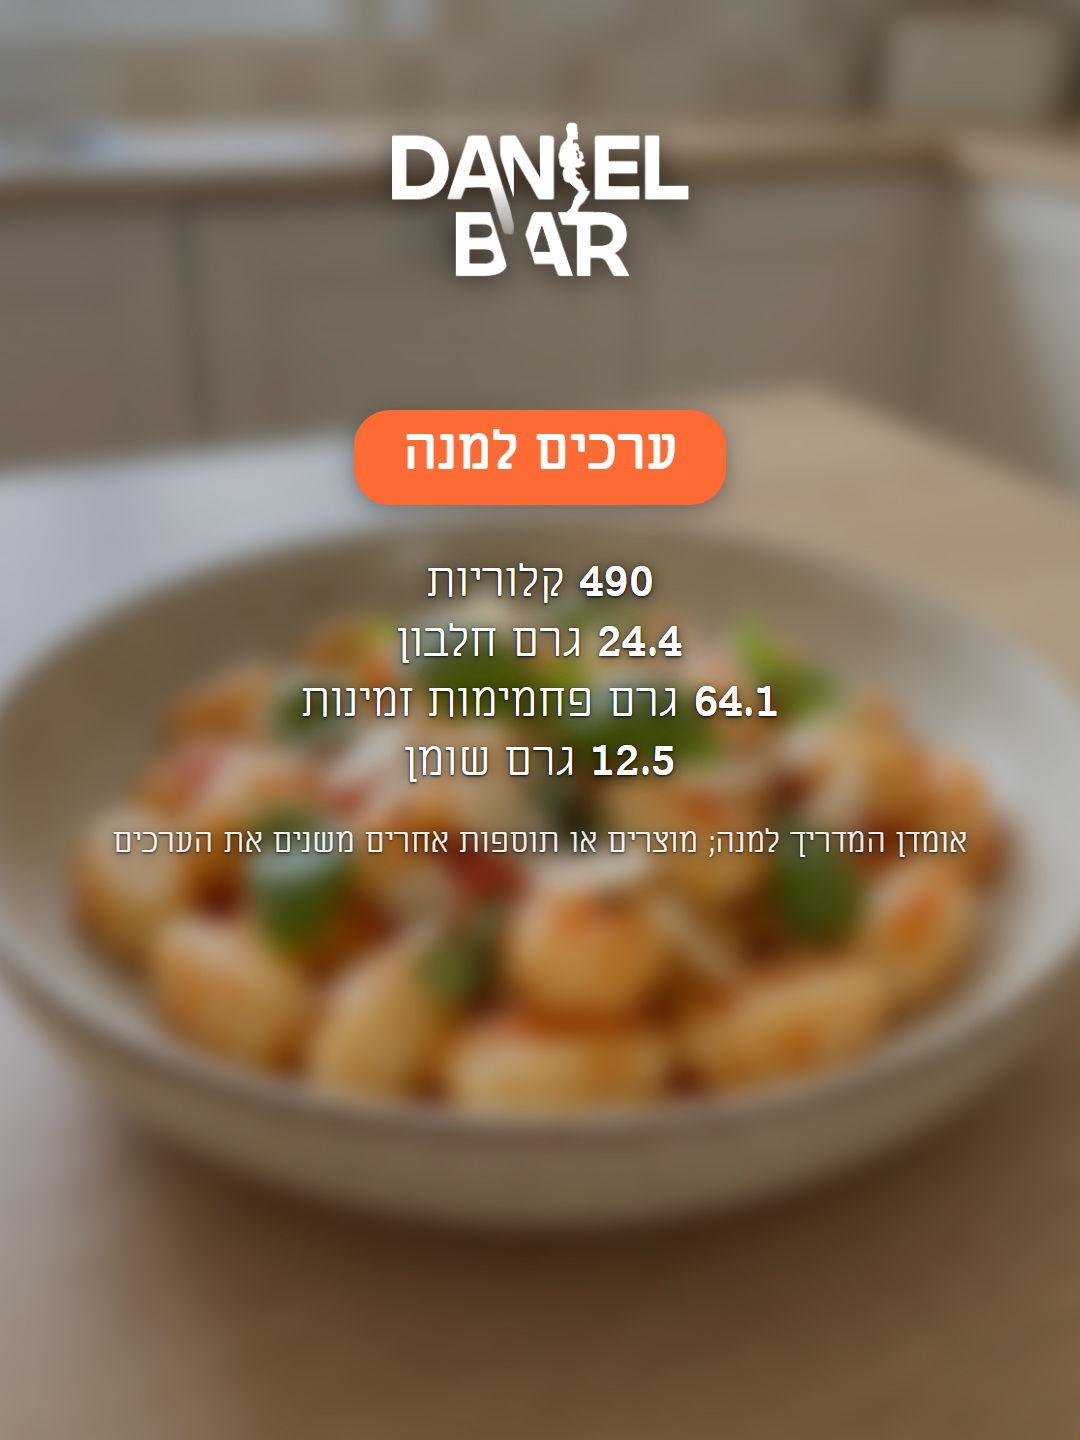 DANIEL
BAR
ערכים למנה
490 קלוריות
24.4 גרם חלבון
64.1 גרם פחמימות זמינות
12.5 גרם שומן
אומדן המדריך למנה; מוצרים או תוספות אחרים משנים את הערכים